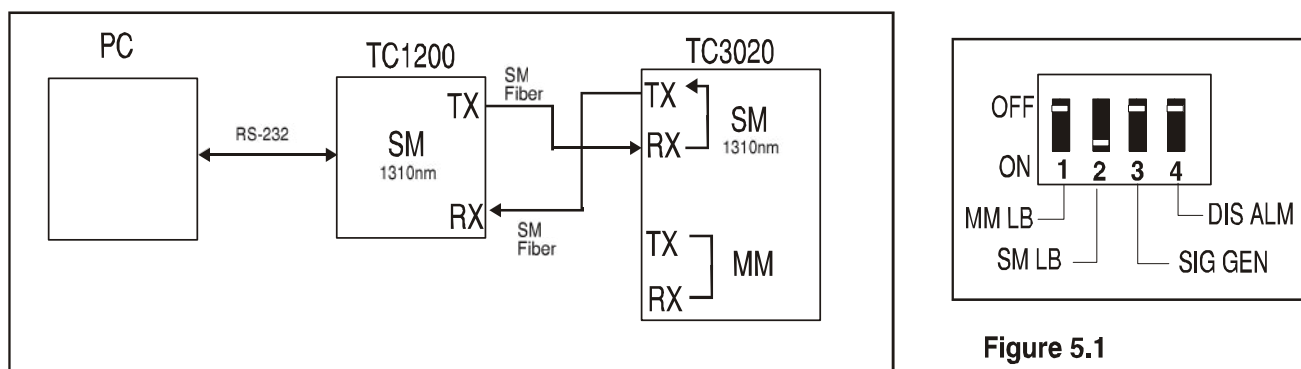 PC
TC1200
TC3020
RS-232
SM
1310nm
TX
RX
SM
Fiber
SM
Fiber
TX
RX
SM
1310nm
TX
RX
MM
OFF
ON
1 2 3 4
MM LB
SM LB
DIS ALM
SIG GEN
Figure 5.1